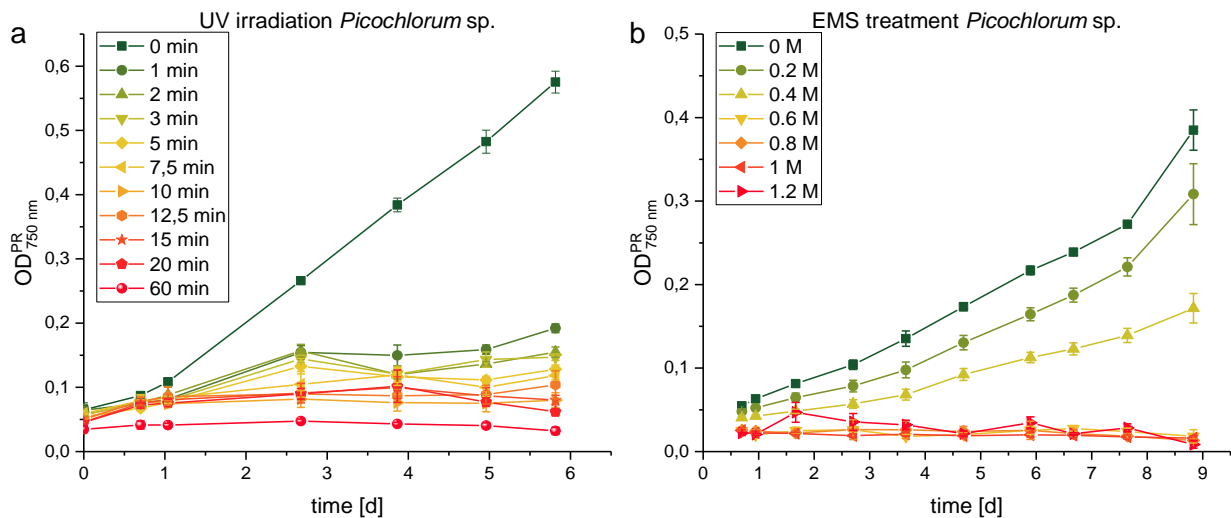 a
UV irradiation Picochlorum sp.
0,6
0,5
0,4
0,3
0,2
0,1
0,0
OD PR 750 nm
0 min
1 min
2 min
3 min
5 min
7,5 min
10 min
12,5 min
15 min
20 min
60 min
0 1 2 3 4 5 6
time [d]
b
EMS treatment Picochlorum sp.
0,5
0,4
0,3
0,2
0,1
0,0
OD PR 750 nm
0 M
0.2 M
0.4 M
0.6 M
0.8 M
1 M
1.2 M
0 1 2 3 4 5 6 7 8 9
time [d]